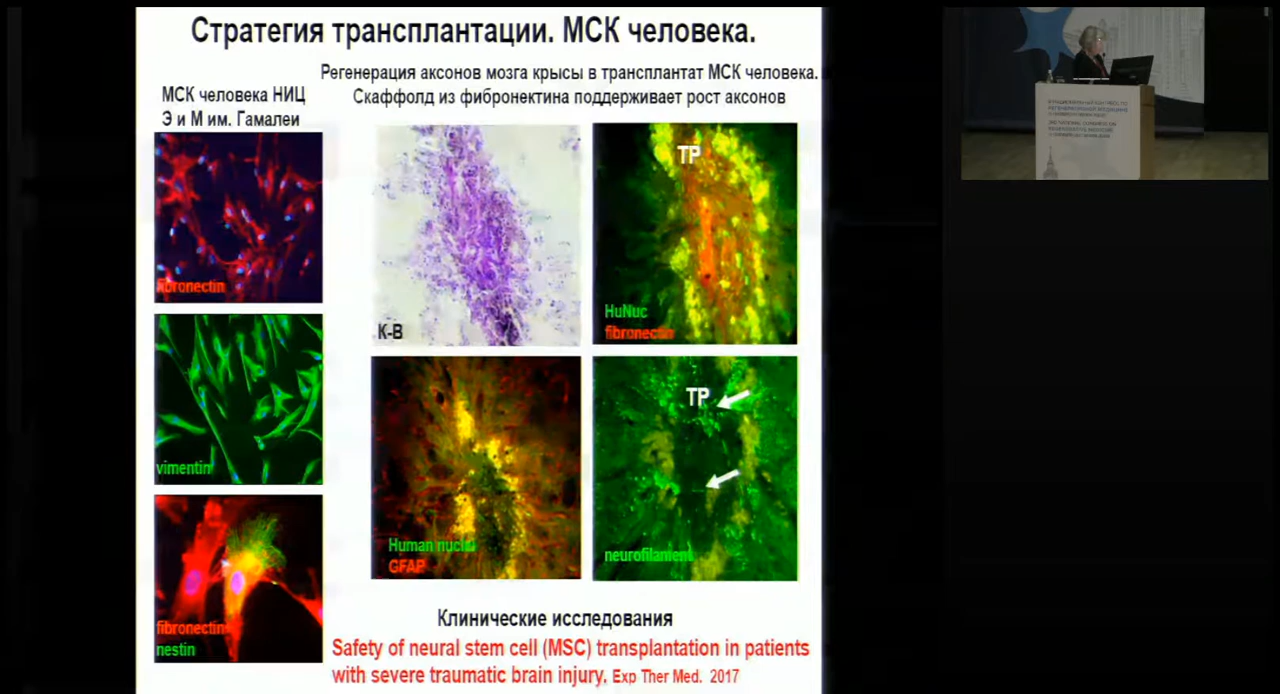 Стратегия трансплантации. МСК человека.
Регенерация аксонов мозга крысы в трансплантат МСК человека.
Скаффолд из фибронектина поддерживает рост аксонов
МСК человека НИЦ
Э и М им. Гамалеи
fibronectin
vimentin
fibronectin
nestin
К-В
TP
HuNuc
fibronectin
Human nuclei
GFAP
TP
neurofilament
Клинические исследования
Safety of neural stem cell (MSC) transplantation in patients
with severe traumatic brain injury. Exp Ther Med. 2017